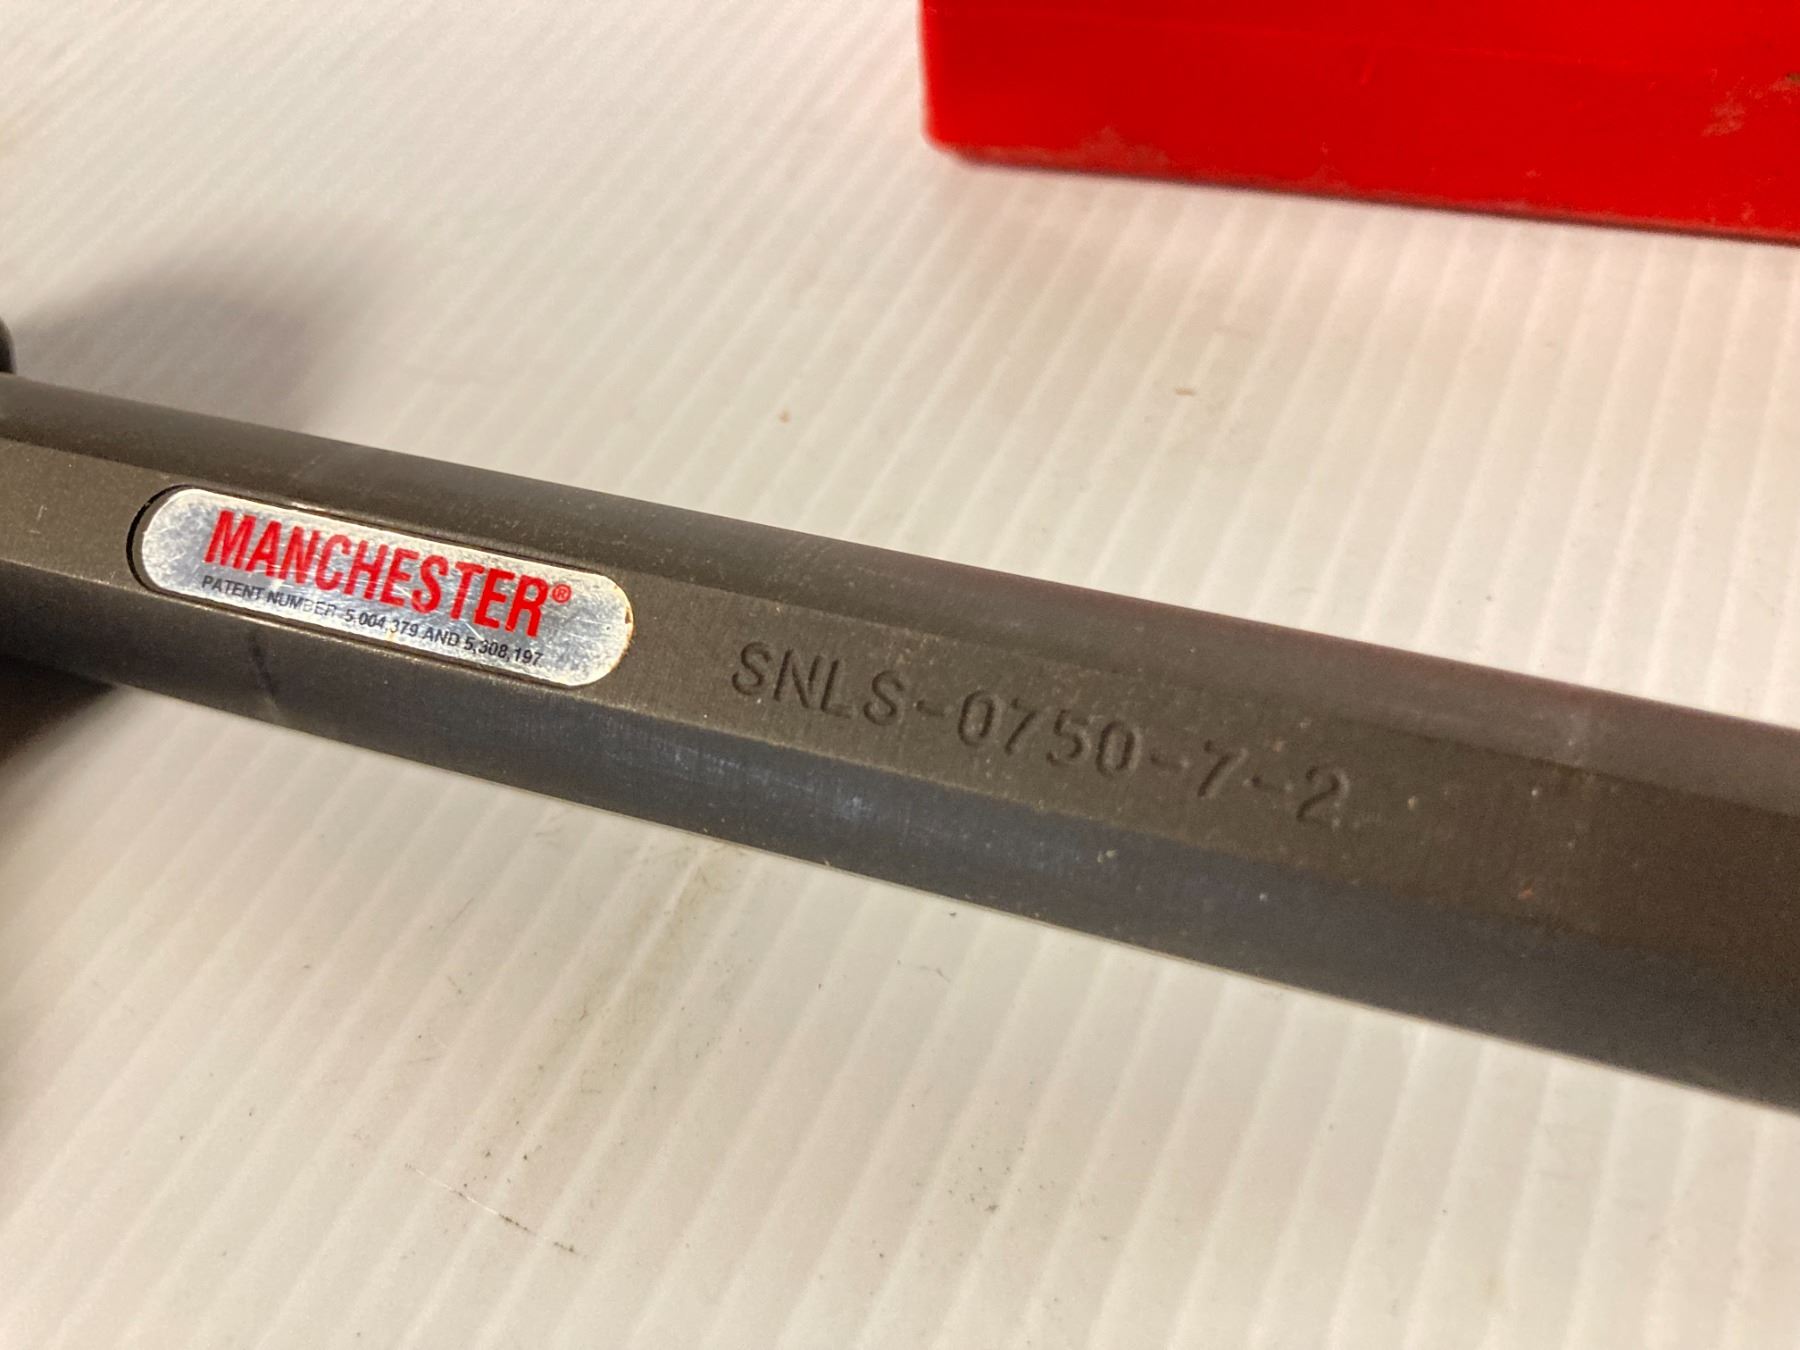 MANCHESTER®
PATENT NUMBER 5,004,379 AND 5,308,197
SNLS-0750-7-2